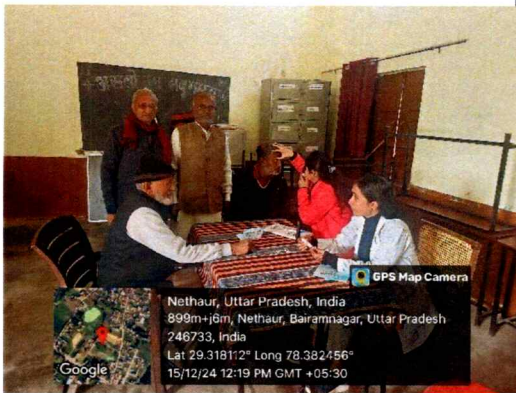 GPS Map Camera
Nethaur, Uttar Pradesh, India
899m+j6m, Nethaur, Bairamnagar, Uttar Pradesh
246733, India
Lat 29.318112° Long 78.382456°
15/12/24 12:19 PM GMT +05:30
Google